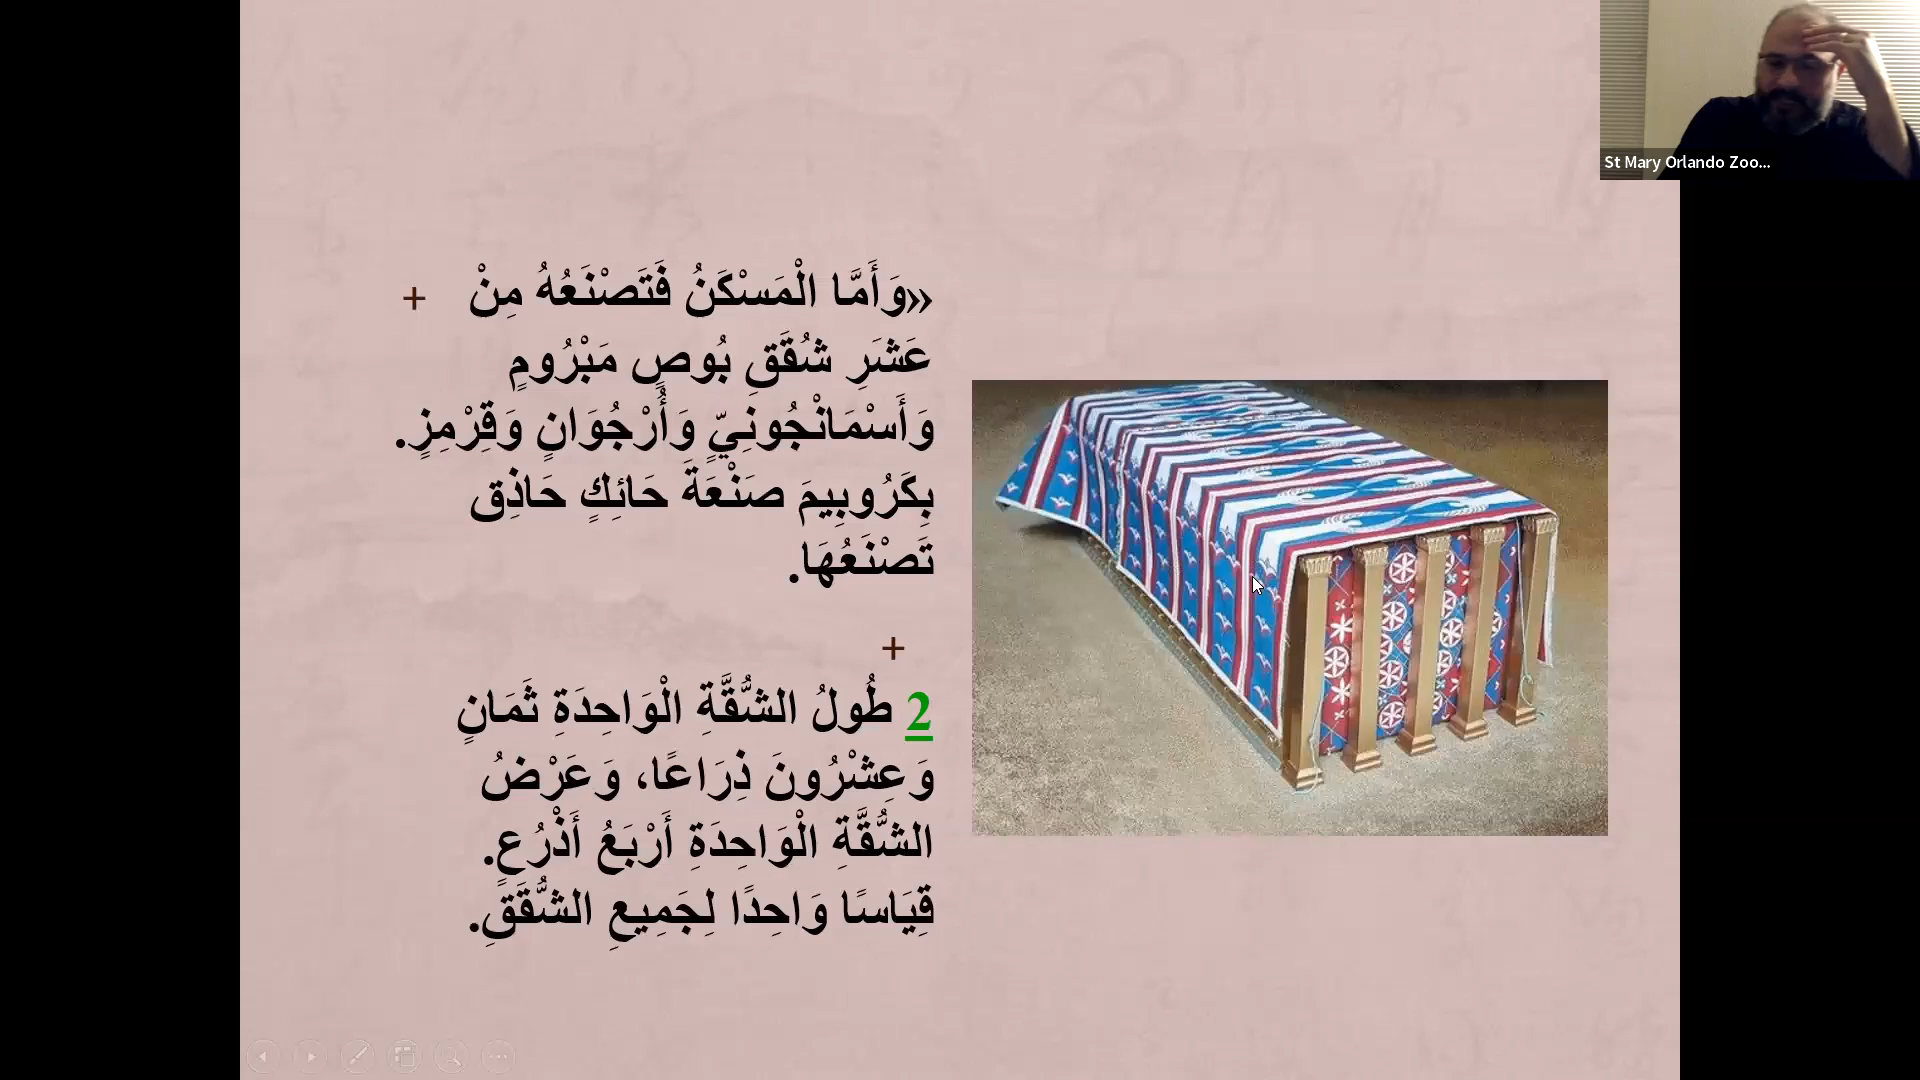 «وَأَمَّا الْمَسْكَنُ فَتَصْنَعُهُ مِنْ +
عَشَرِ شُقَقِ بُوصٍ مَبْرُومٍ
وَأَسْمَانْجُونِيٍّ وَأُرْجُوَانٍ وَقِرْمِزٍ.
بِكَرُوبِيمَ صَنْعَةَ حَائِكٍ حَاذِق
تَصْنَعُهَا.
+
2 طُولُ الشُّقَّةِ الْوَاحِدَةِ ثَمَانٍ
وَعِشْرُونَ ذِرَاعًا، وَعَرْضُ
الشُّقَّةِ الْوَاحِدَةِ أَرْبَعُ أَذْرُعٍ.
قِيَاسًا وَاحِدًا لِجَمِيعِ الشُّقَقِ.
St Mary Orlando Zoo...